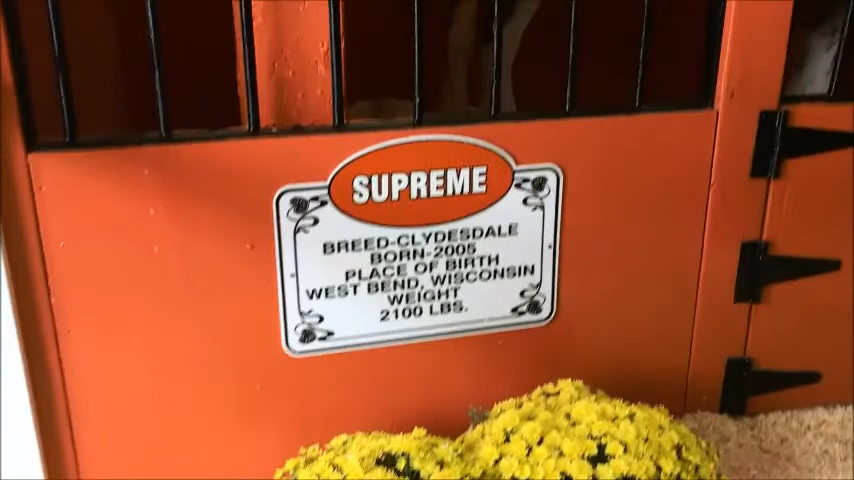 SUPREME
BREED-CLYDESDALE
BORN-2005
PLACE OF BIRTH
WEST BEND, WISCONSIN
WEIGHT
2100 LBS.